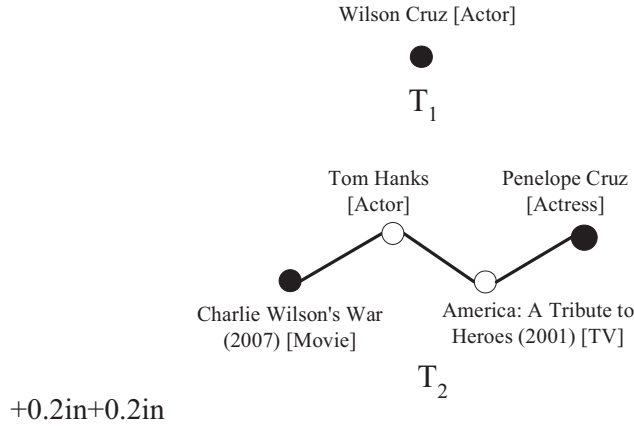 Wilson Cruz [Actor]
T1
Tom Hanks
[Actor]
Penelope Cruz
[Actress]
Charlie Wilson's War
(2007) [Movie]
America: A Tribute to
Heroes (2001) [TV]
T2
+0.2in+0.2in